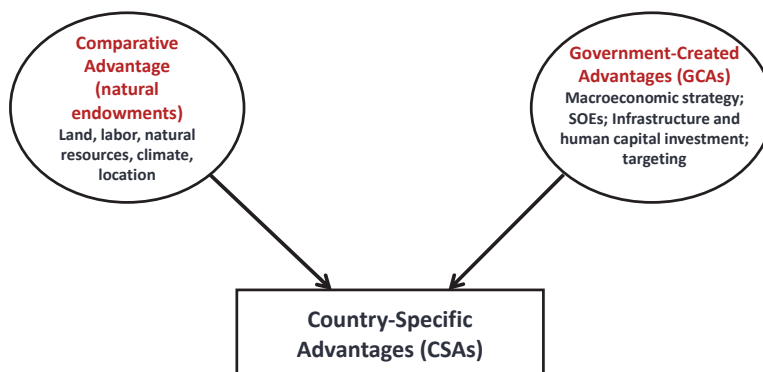 Comparative
Advantage
(natural
endowments)
Land, labor, natural
resources, climate,
location
Government-Created
Advantages (GCAs)
Macroeconomic strategy;
SOEs; Infrastructure and
human capital investment;
targeting
Country-Specific
Advantages (CSAs)